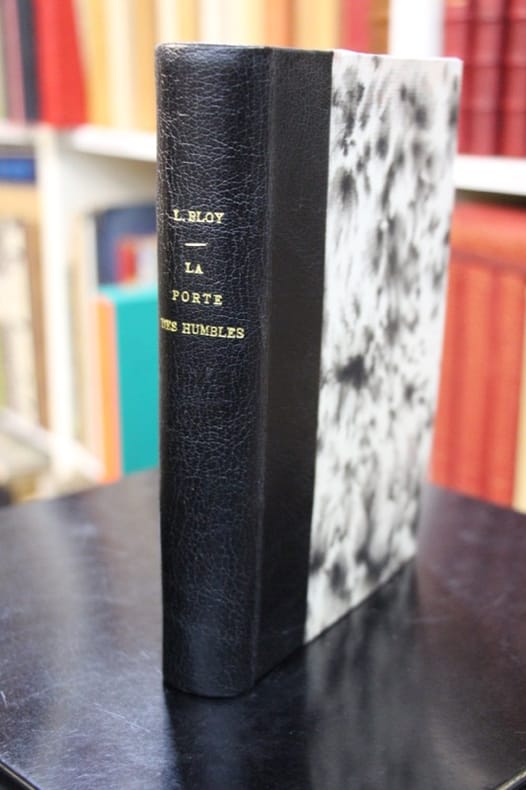 L. BLOY
LA
PORTE
DES HUMBLES